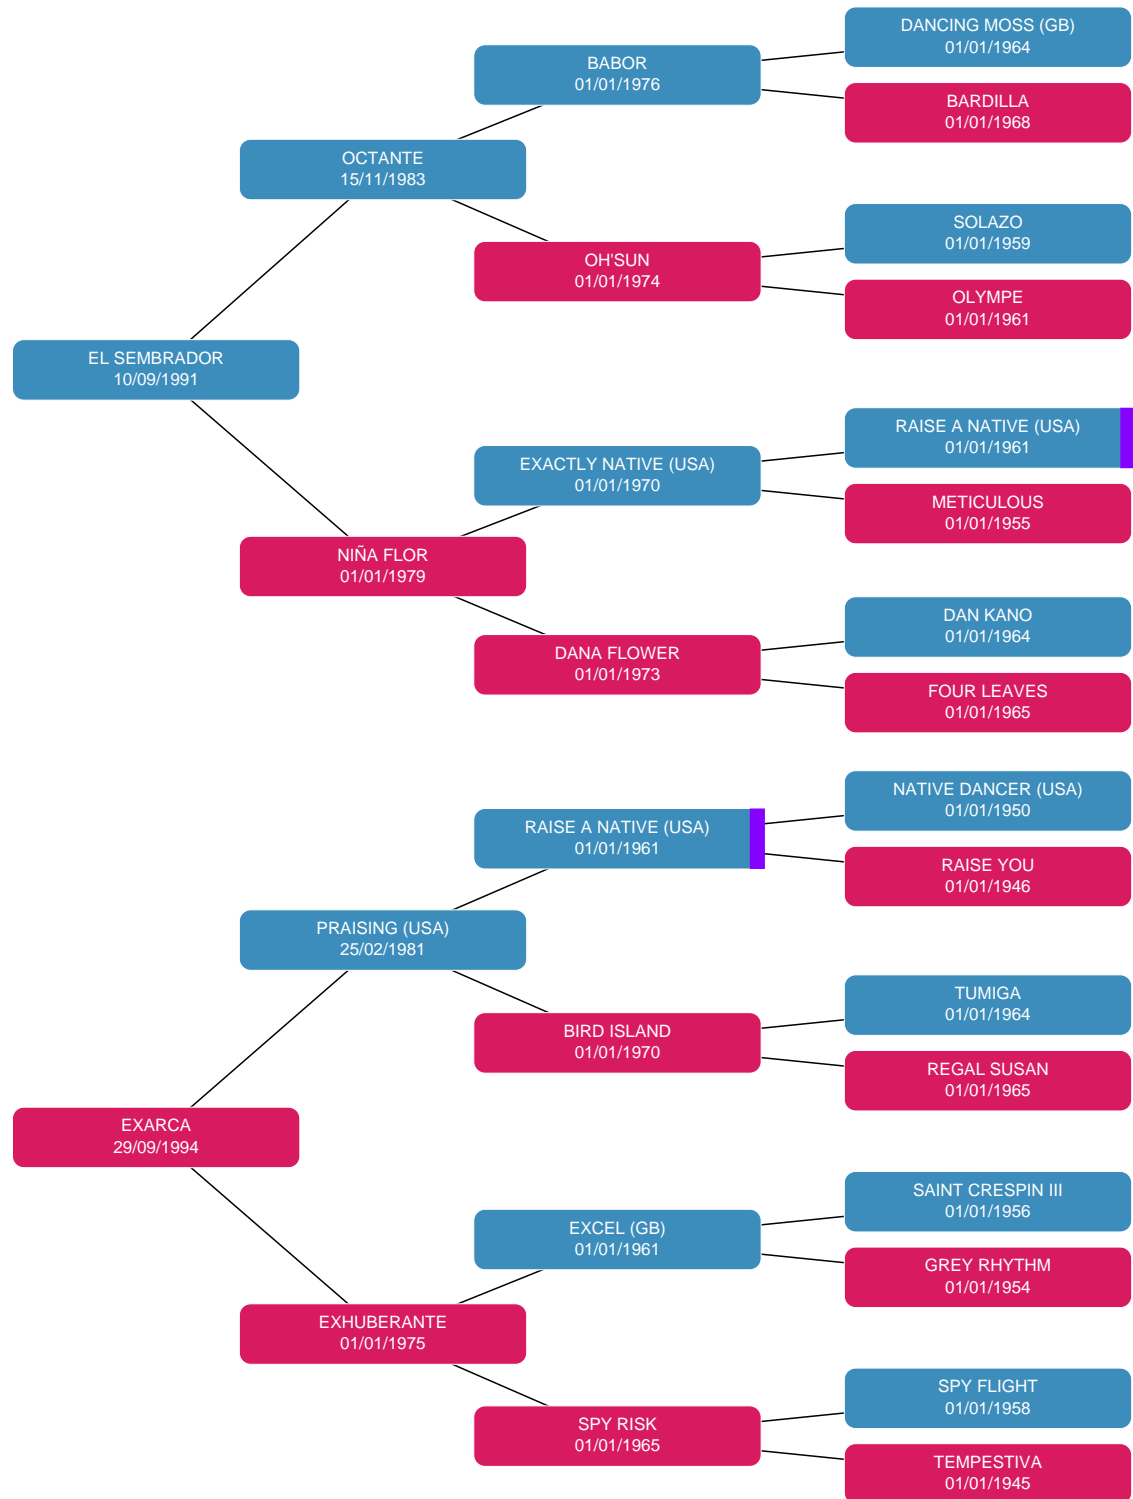 DANCING MOSS (GB)
01/01/1964
BABOR
01/01/1976
BARDILLA
01/01/1968
OCTANTE
15/11/1983
SOLAZO
01/01/1959
OH'SUN
01/01/1974
OLYMPE
01/01/1961
EL SEMBRADOR
10/09/1991
RAISE A NATIVE (USA)
01/01/1961
EXACTLY NATIVE (USA)
01/01/1970
METICULOUS
01/01/1955
NIÑA FLOR
01/01/1979
DAN KANO
01/01/1964
DANA FLOWER
01/01/1973
FOUR LEAVES
01/01/1965
NATIVE DANCER (USA)
01/01/1950
RAISE A NATIVE (USA)
01/01/1961
RAISE YOU
01/01/1946
PRAISING (USA)
25/02/1981
TUMIGA
01/01/1964
BIRD ISLAND
01/01/1970
REGAL SUSAN
01/01/1965
EXARCA
29/09/1994
SAINT CRESPIN III
01/01/1956
EXCEL (GB)
01/01/1961
GREY RHYTHM
01/01/1954
EXHUBERANTE
01/01/1975
SPY FLIGHT
01/01/1958
SPY RISK
01/01/1965
TEMPESTIVA
01/01/1945